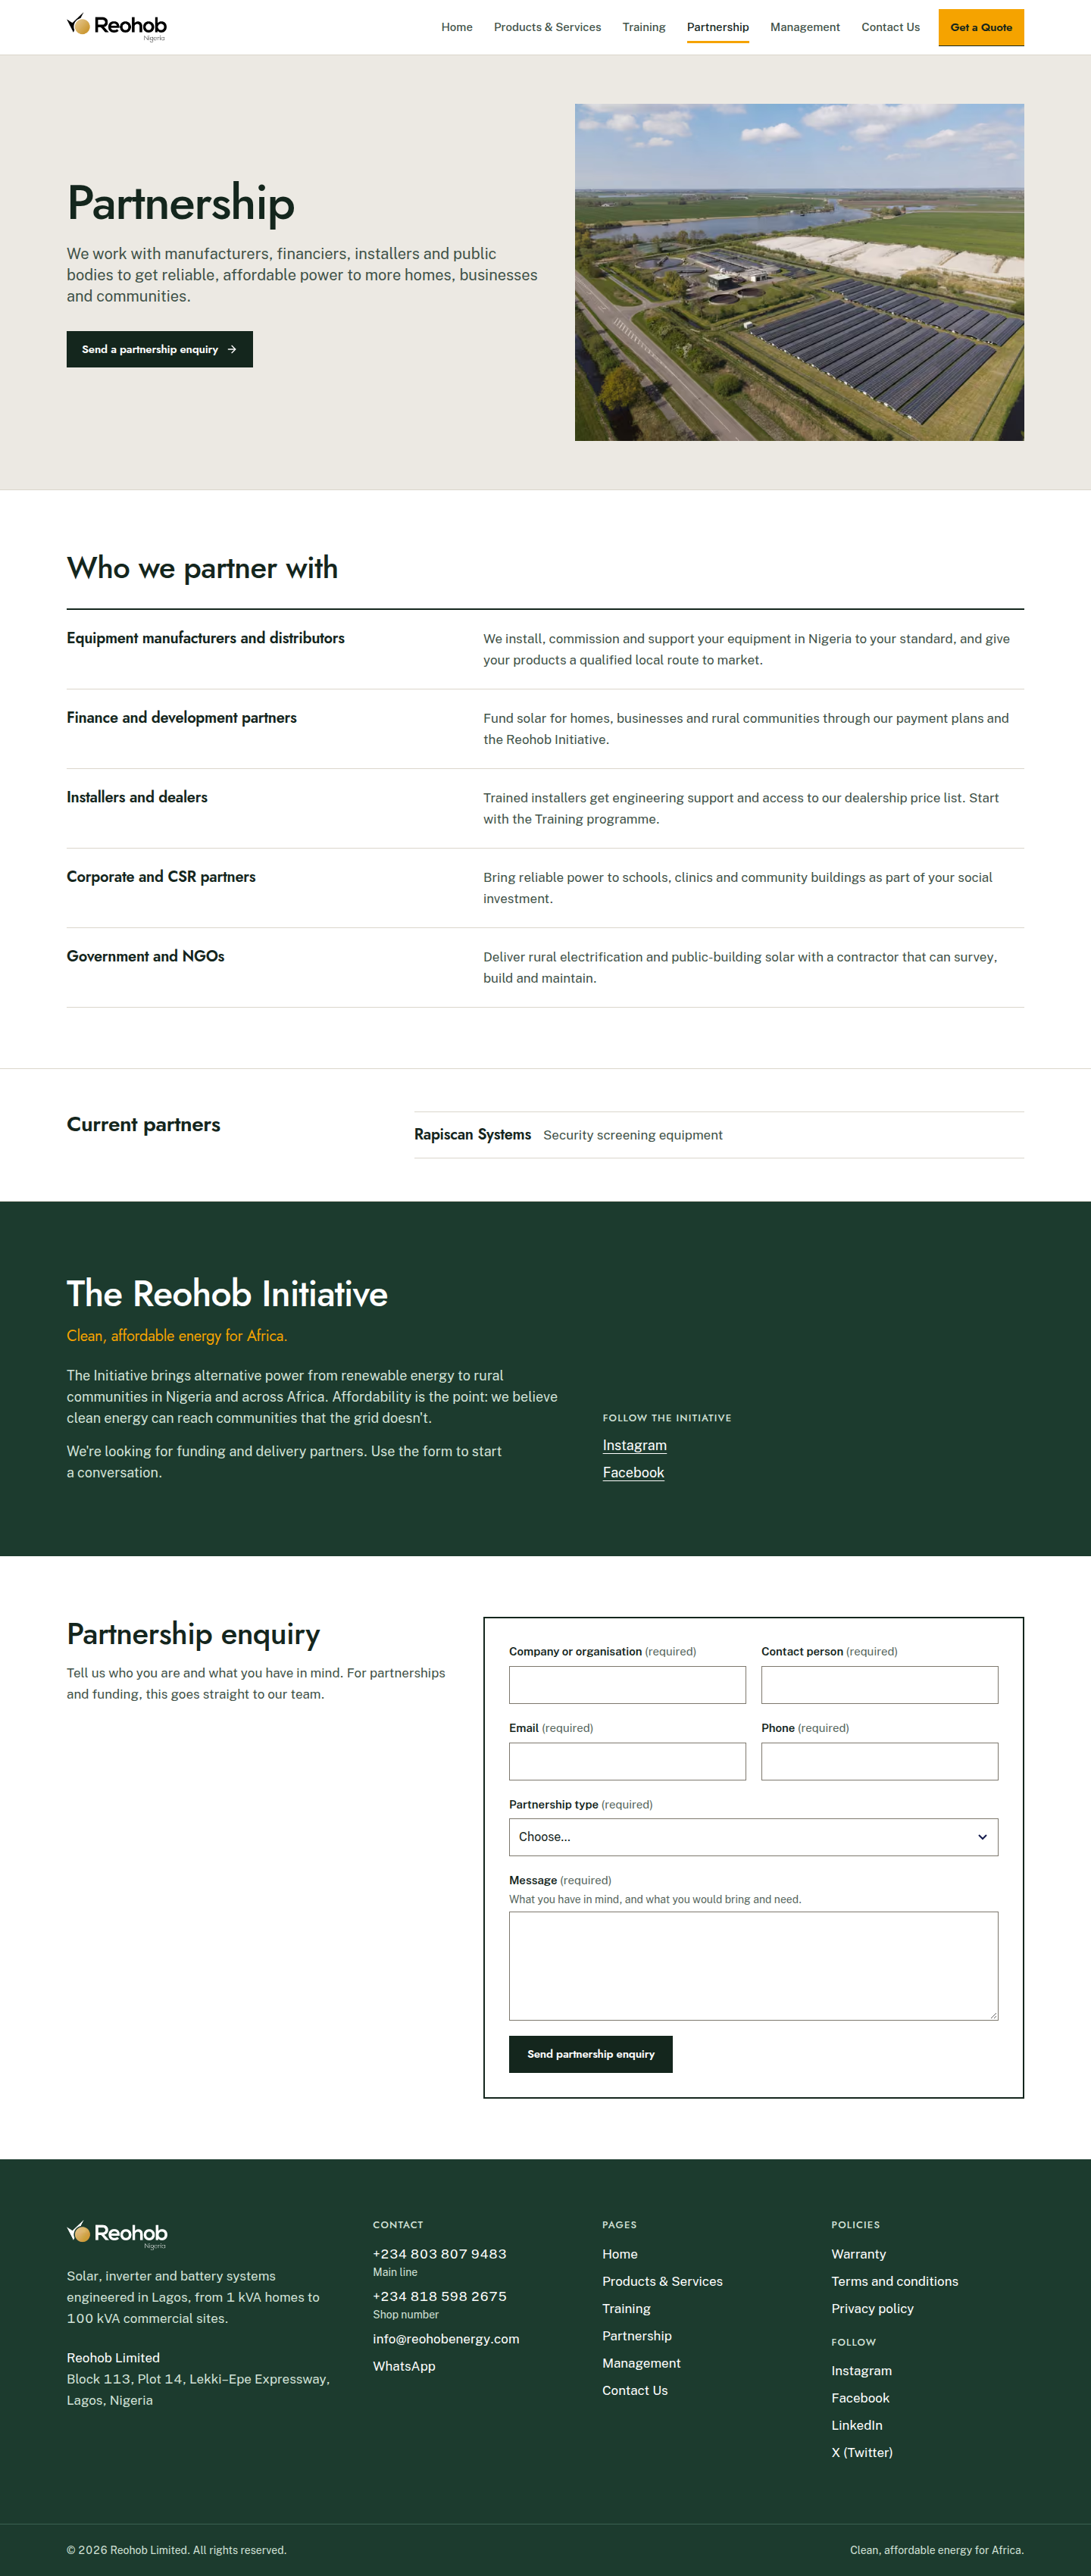 Reohob
Nigeria
Home
Products & Services
Training
Partnership
Management
Contact Us
Get a Quote
Partnership
We work with manufacturers, financiers, installers and public
bodies to get reliable, affordable power to more homes, businesses
and communities.
Send a partnership enquiry →
Who we partner with
Equipment manufacturers and distributors
We install, commission and support your equipment in Nigeria to your standard, and give
your products a qualified local route to market.
Finance and development partners
Fund solar for homes, businesses and rural communities through our payment plans and
the Reohob Initiative.
Installers and dealers
Trained installers get engineering support and access to our dealership price list. Start
with the Training programme.
Corporate and CSR partners
Bring reliable power to schools, clinics and community buildings as part of your social
investment.
Government and NGOs
Deliver rural electrification and public-building solar with a contractor that can survey,
build and maintain.
Current partners
Rapiscan Systems Security screening equipment
The Reohob Initiative
Clean, affordable energy for Africa.
The Initiative brings alternative power from renewable energy to rural
communities in Nigeria and across Africa. Affordability is the point: we believe
clean energy can reach communities that the grid doesn't.
We're looking for funding and delivery partners. Use the form to start
a conversation.
FOLLOW THE INITIATIVE
Instagram
Facebook
Partnership enquiry
Tell us who you are and what you have in mind. For partnerships
and funding, this goes straight to our team.
Company or organisation (required)
Contact person (required)
Email (required)
Phone (required)
Partnership type (required)
Choose...
Message (required)
What you have in mind, and what you would bring and need.
Send partnership enquiry
Reohob
Nigeria
Solar, inverter and battery systems
engineered in Lagos, from 1 kVA homes to
100 kVA commercial sites.
Reohob Limited
Block 113, Plot 14, Lekki–Epe Expressway,
Lagos, Nigeria
CONTACT
+234 803 807 9483
Main line
+234 818 598 2675
Shop number
info@reohobenergy.com
WhatsApp
PAGES
Home
Products & Services
Training
Partnership
Management
Contact Us
POLICIES
Warranty
Terms and conditions
Privacy policy
FOLLOW
Instagram
Facebook
LinkedIn
X (Twitter)
© 2026 Reohob Limited. All rights reserved.
Clean, affordable energy for Africa.